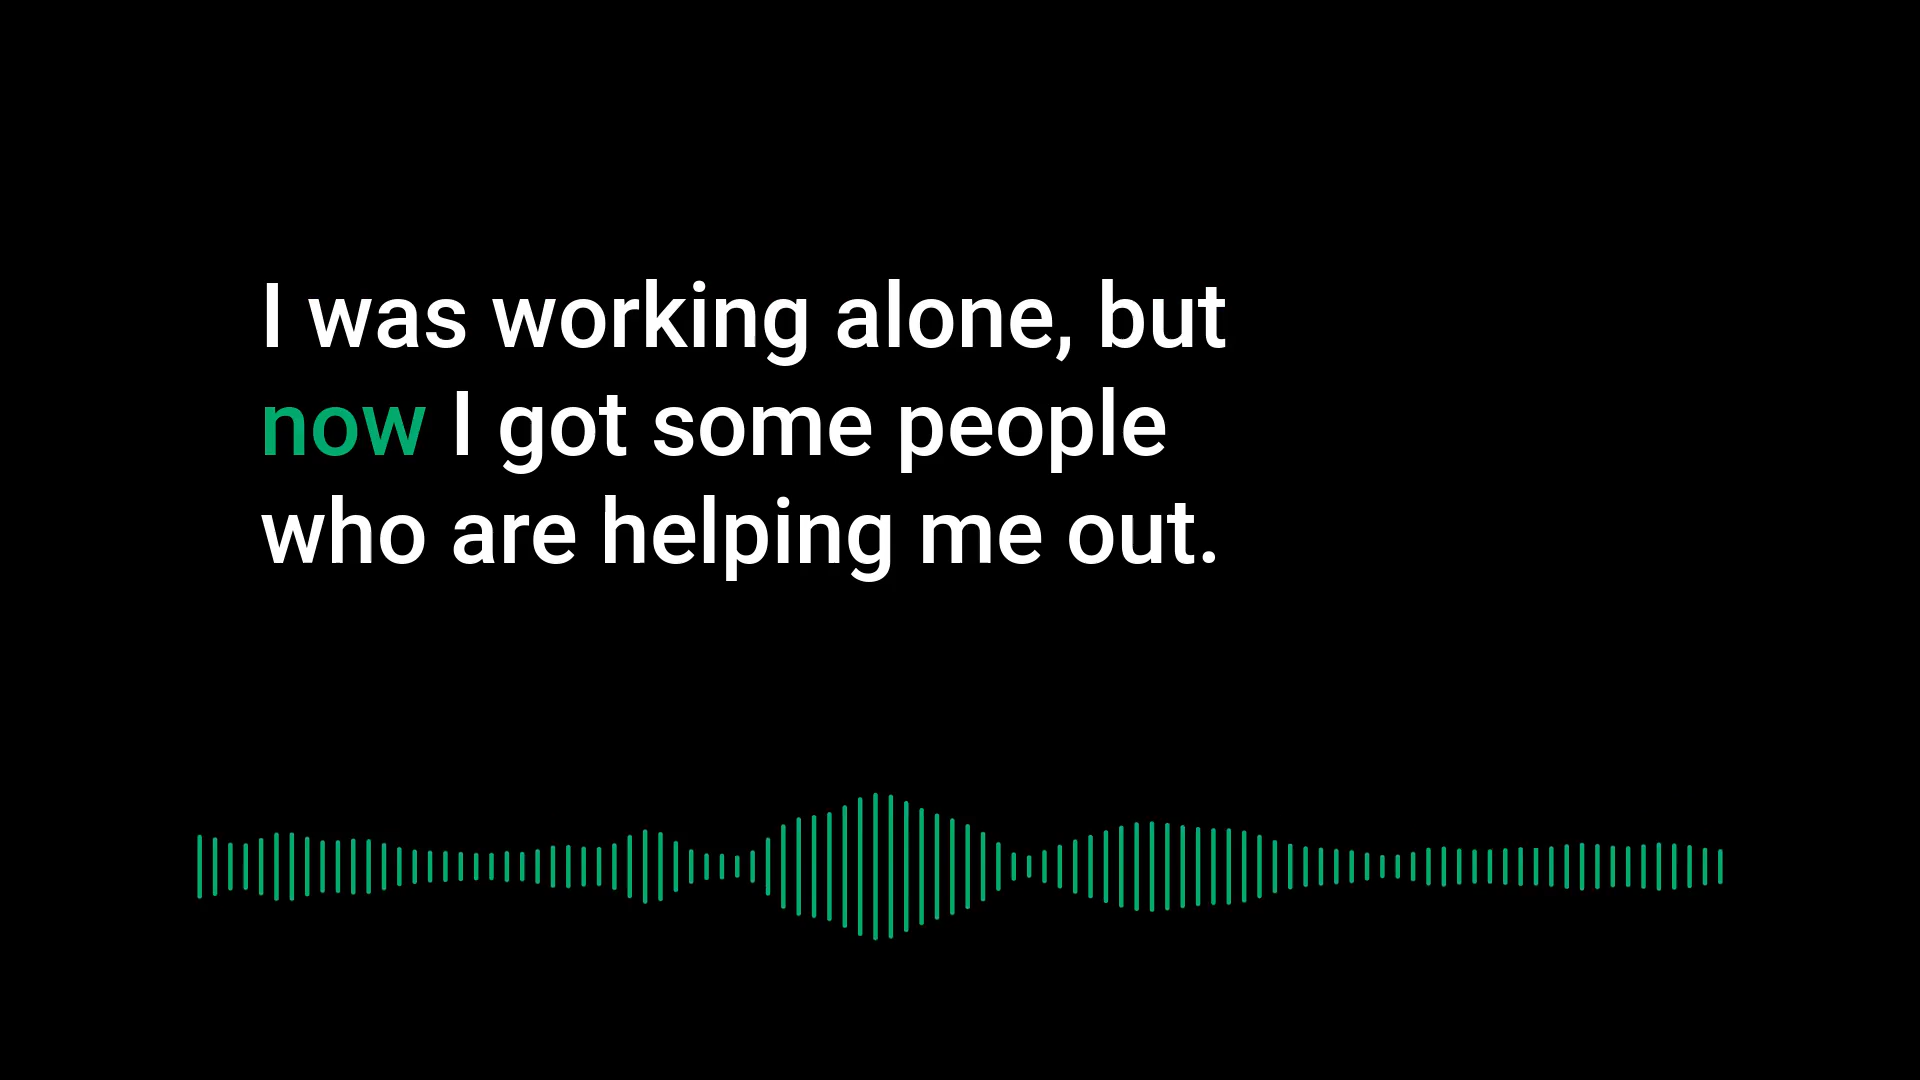 I was working alone, but
now I got some people
who are helping me out.